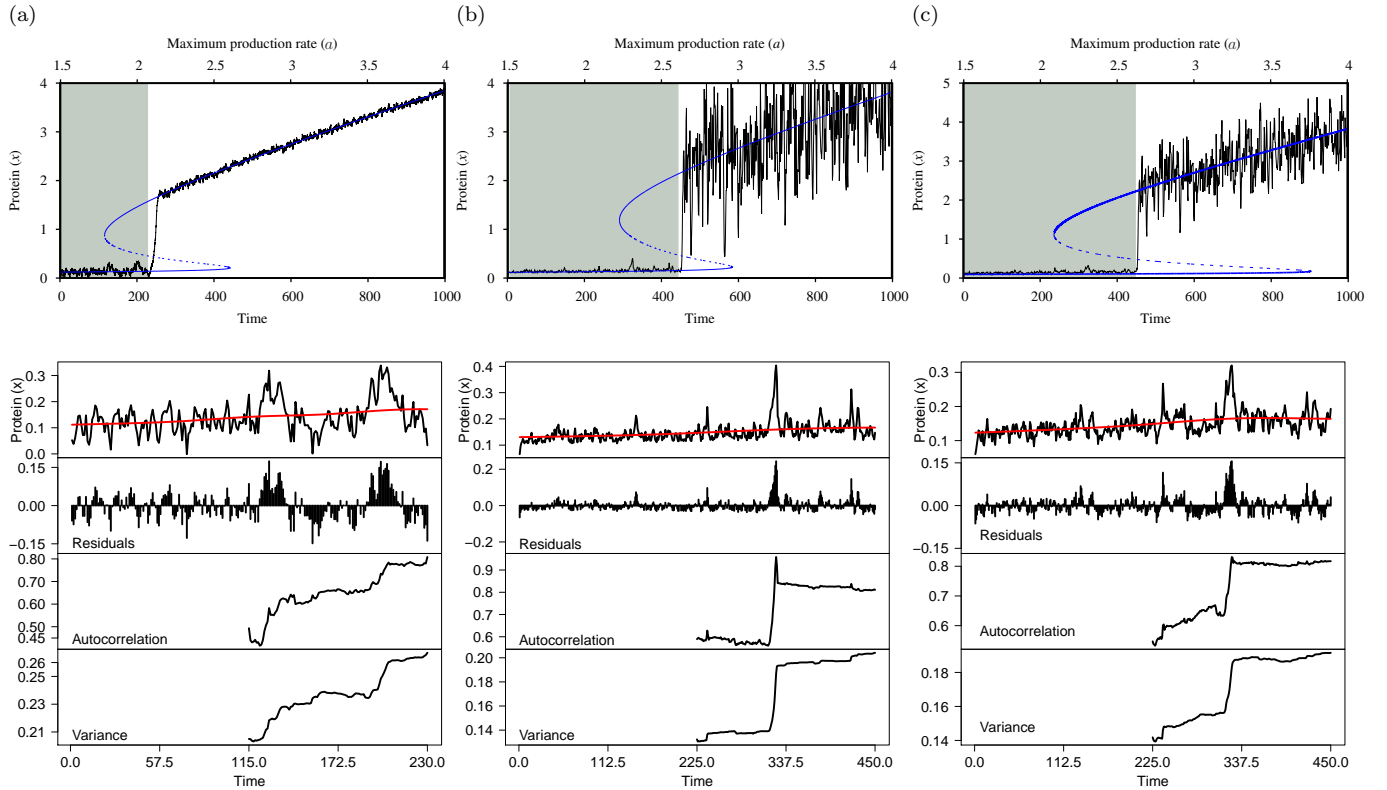 (a)
Maximum production rate (a)
1.5 2 2.5 3 3.5 4
4
3
2
1
0
Protein (x)
0 200 400 600 800 1000
Time
(b)
Maximum production rate (a)
1.5 2 2.5 3 3.5 4
4
3
2
1
0
Protein (x)
0 200 400 600 800 1000
Time
(c)
Maximum production rate (a)
1.5 2 2.5 3 3.5 4
5
4
3
2
1
0
Protein (x)
0 200 400 600 800 1000
Time
Protein (x)
0.3
0.2
0.1
0.0
0.15
0.00
−0.15
Residuals
0.80
0.70
0.60
0.50
0.45
Autocorrelation
0.26
0.23
0.21
Variance
0.0 57.5 115.0 172.5 230.0
Time
Protein (x)
0.4
0.3
0.2
0.1
0.2
0.0
−0.2
Residuals
0.9
0.8
0.6
Autocorrelation
0.20
0.18
0.16
0.14
Variance
0.0 112.5 225.0 337.5 450.0
Time
Protein (x)
0.3
0.2
0.1
0.15
0.00
−0.15
Residuals
0.8
0.6
Autocorrelation
0.18
0.16
0.14
Variance
0.0 112.5 225.0 337.5 450.0
Time